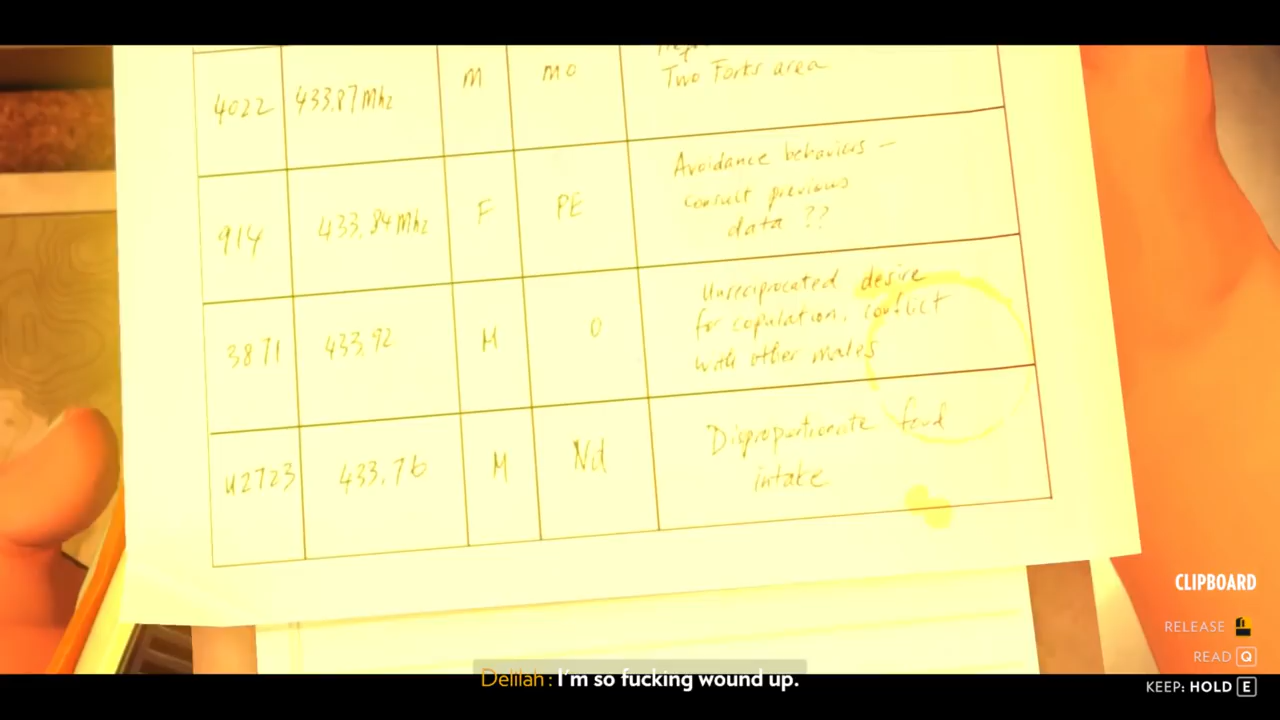 Two Forts area
4022 433.87Mhz M MO
Avoidance behaviors –
consult previous
data ??
914 433.84Mhz F PE
Unreciprocated desire
for copulation, conflict
with other males
3871 433.92 M O
Disproportionate food
intake
U2723 433.76 M Nd
CLIPBOARD
RELEASE
READ Q
KEEP: HOLD E
Delilah: I'm so fucking wound up.